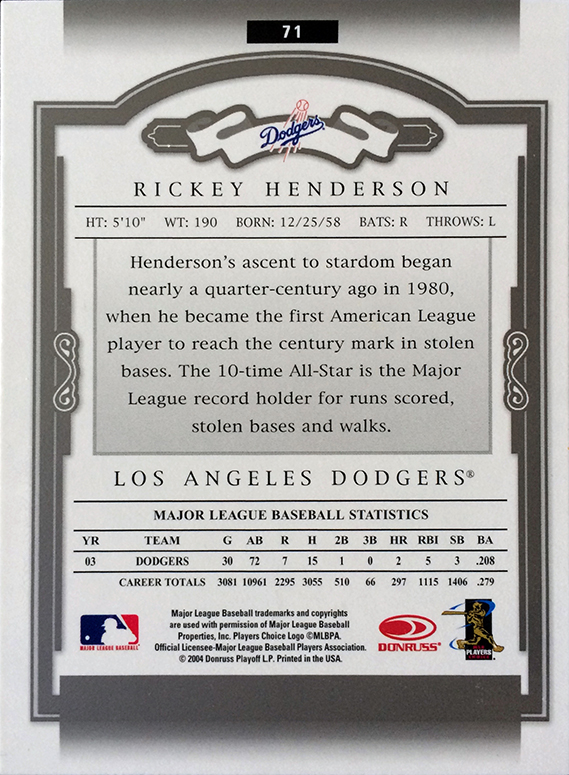 71
Dodgers
RICKEY HENDERSON
HT: 5'10" WT: 190 BORN: 12/25/58 BATS: R THROWS: L
Henderson's ascent to stardom began
nearly a quarter-century ago in 1980,
when he became the first American League
player to reach the century mark in stolen
bases. The 10-time All-Star is the Major
League record holder for runs scored,
stolen bases and walks.
LOS ANGELES DODGERS®
MAJOR LEAGUE BASEBALL STATISTICS
YR TEAM G AB R H 2B 3B HR RBI SB BA
03 DODGERS 30 72 7 15 1 0 2 5 3 .208
CAREER TOTALS 3081 10961 2295 3055 510 66 297 1115 1406 .279
Major League Baseball trademarks and copyrights
are used with permission of Major League Baseball
Properties, Inc. Players Choice Logo ©MLBPA.
Official Licensee-Major League Baseball Players Association.
© 2004 Donruss Playoff L.P. Printed in the USA.
MAJOR LEAGUE BASEBALL
DONRUSS
PLAYERS